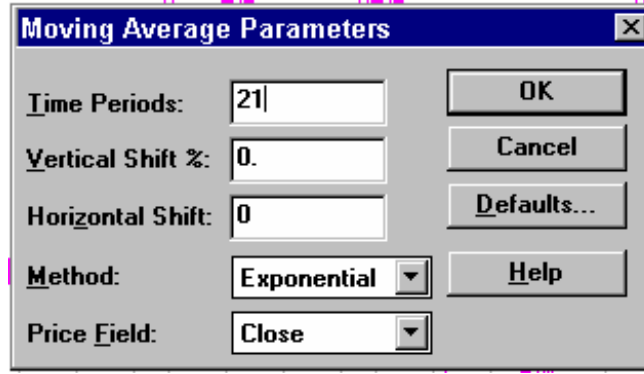 Moving Average Parameters
Time Periods: 21 OK
Vertical Shift %: 0. Cancel
Horizontal Shift: 0 Defaults...
Method: Exponential Help
Price Field: Close